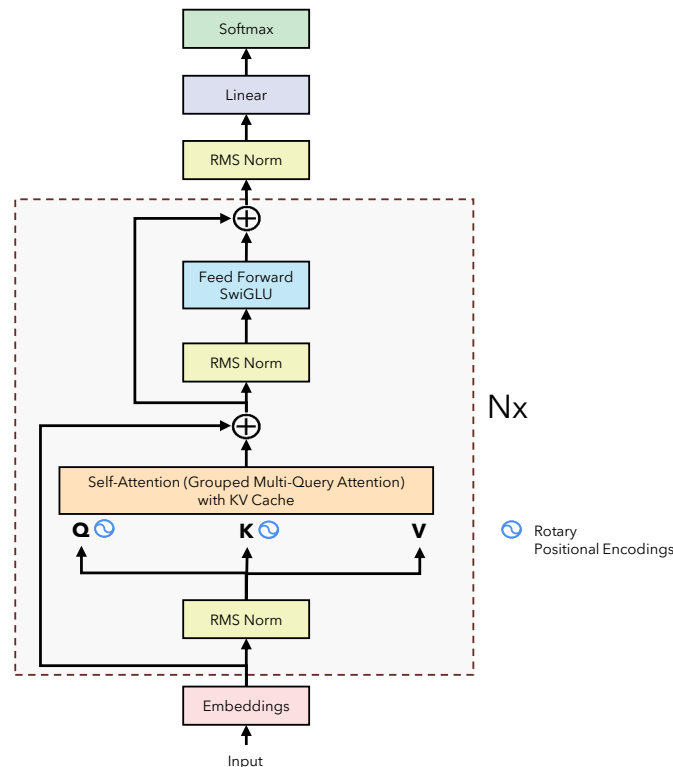 Softmax
Linear
RMS Norm
Feed Forward
SwiGLU
RMS Norm
Nx
Self-Attention (Grouped Multi-Query Attention)
with KV Cache
Q K V
Rotary
Positional Encodings
RMS Norm
Embeddings
Input